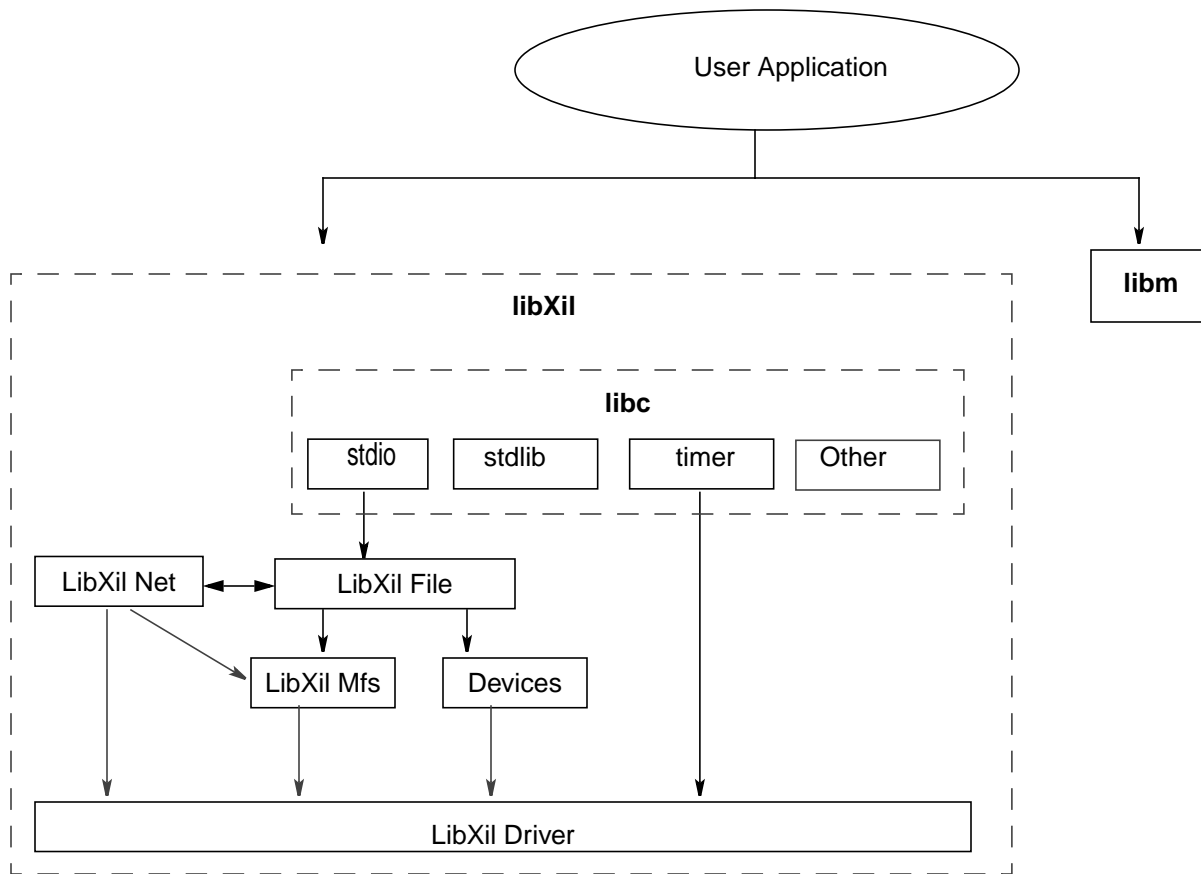 User Application
libm
libXil
libc
stdio
stdlib
timer
Other
LibXil Net
LibXil File
LibXil Mfs
Devices
LibXil Driver